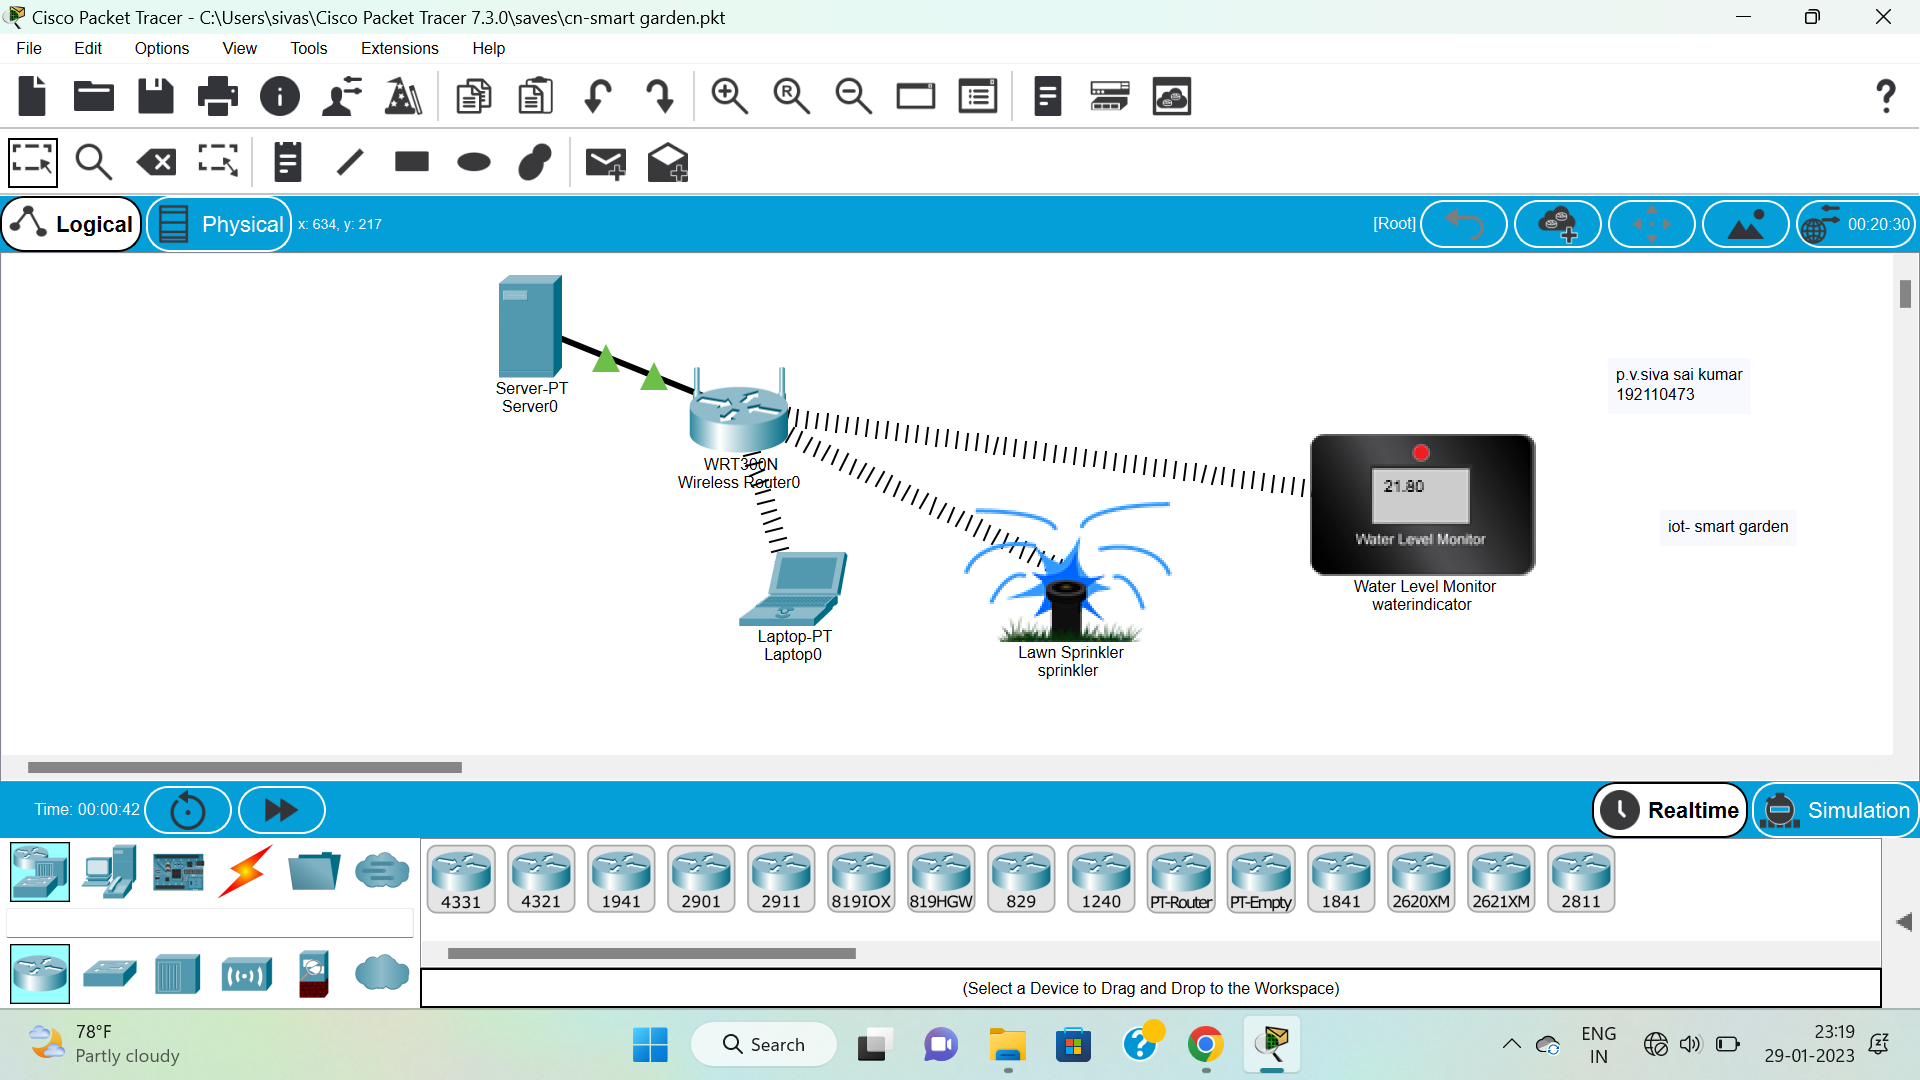 Cisco Packet Tracer - C:\Users\sivas\Cisco Packet Tracer 7.3.0\saves\cn-smart garden.pkt
File Edit Options View Tools Extensions Help
Logical Physical x: 634, y: 217 [Root] 00:20:30
Server-PT
Server0
WRT300N
Wireless Router0
Laptop-PT
Laptop0
Lawn Sprinkler
sprinkler
21.80
Water Level Monitor
Water Level Monitor
waterindicator
p.v.siva sai kumar
192110473
iot- smart garden
Time: 00:00:42 Realtime Simulation
4331 4321 1941 2901 2911 819IOX 819HGW 829 1240 PT-Router PT-Empty 1841 2620XM 2621XM 2811
(Select a Device to Drag and Drop to the Workspace)
78°F
Partly cloudy
Search
ENG
IN
23:19
29-01-2023